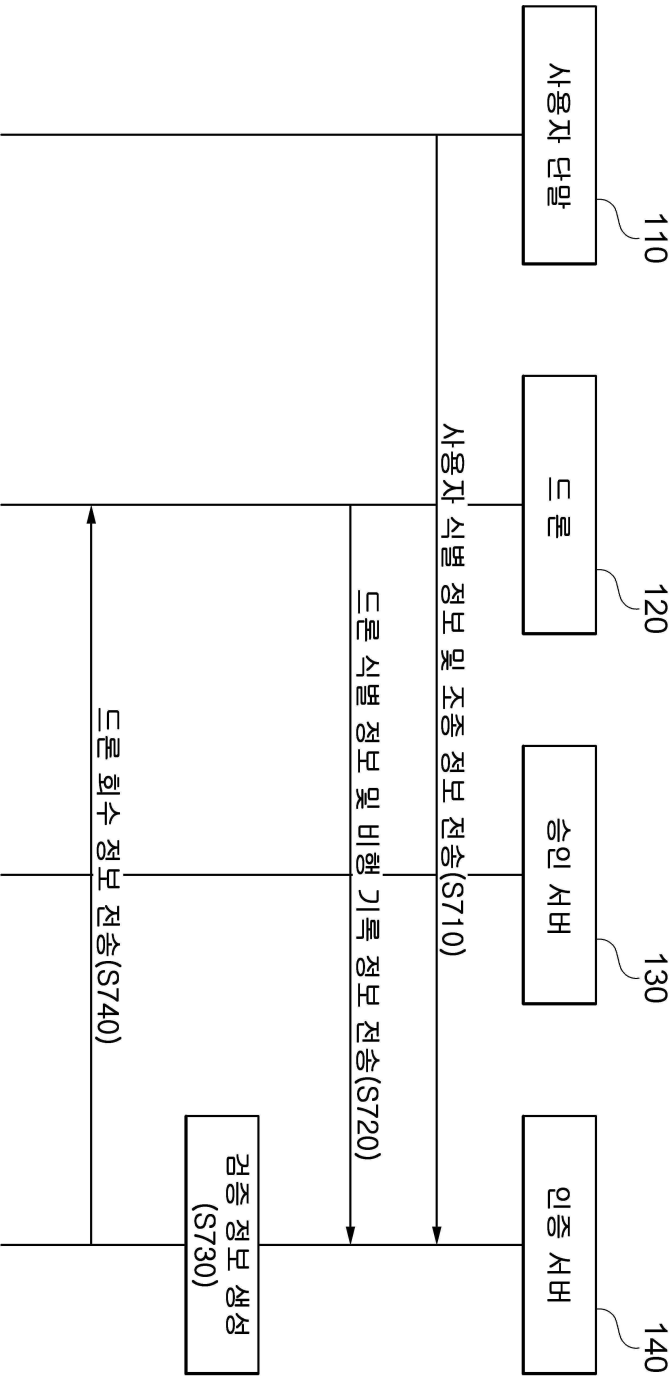 110
120
130
140
사용자 단말
드론
승인 서버
인증 서버
사용자 식별 정보 및 조종 정보 전송(S710)
드론 식별 정보 및 비행 기록 정보 전송(S720)
검증 정보 생성
(S730)
드론 회수 정보 전송(S740)